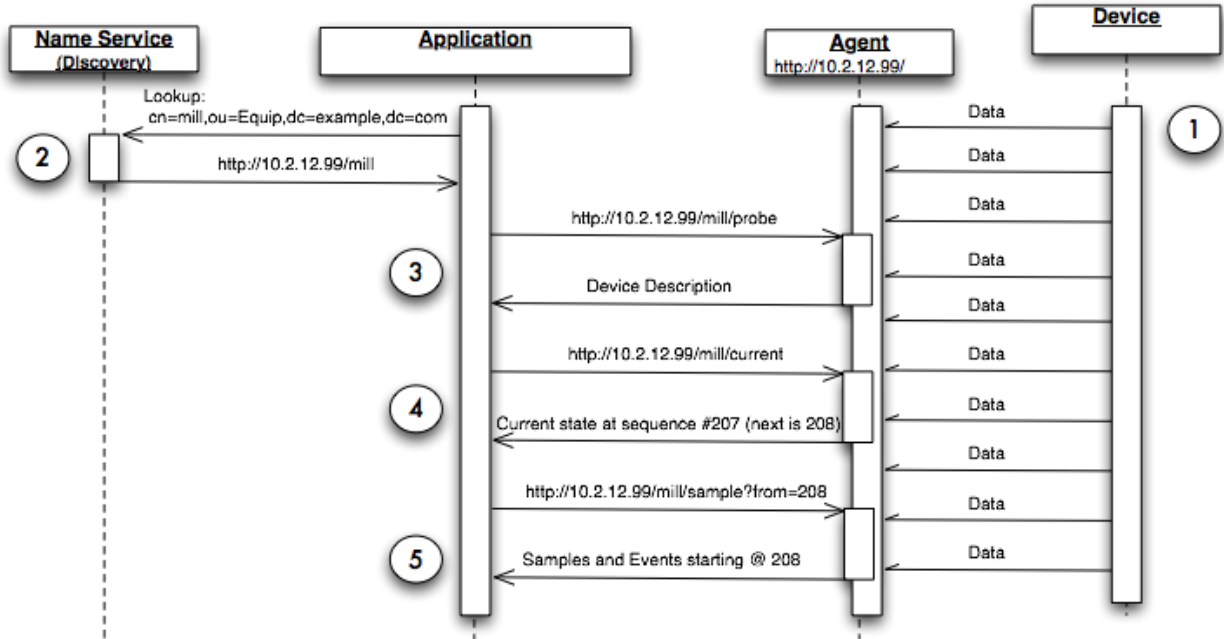 Name Service
(Discovery)
Application
Agent
http://10.2.12.99/
Device
Lookup:
cn=mill,ou=Equip,dc=example,dc=com
Data
1
2
http://10.2.12.99/mill
Data
http://10.2.12.99/mill/probe
Data
3
Device Description
Data
Data
http://10.2.12.99/mill/current
Data
4
Current state at sequence #207 (next is 208)
Data
Data
http://10.2.12.99/mill/sample?from=208
Data
5
Samples and Events starting @ 208
Data